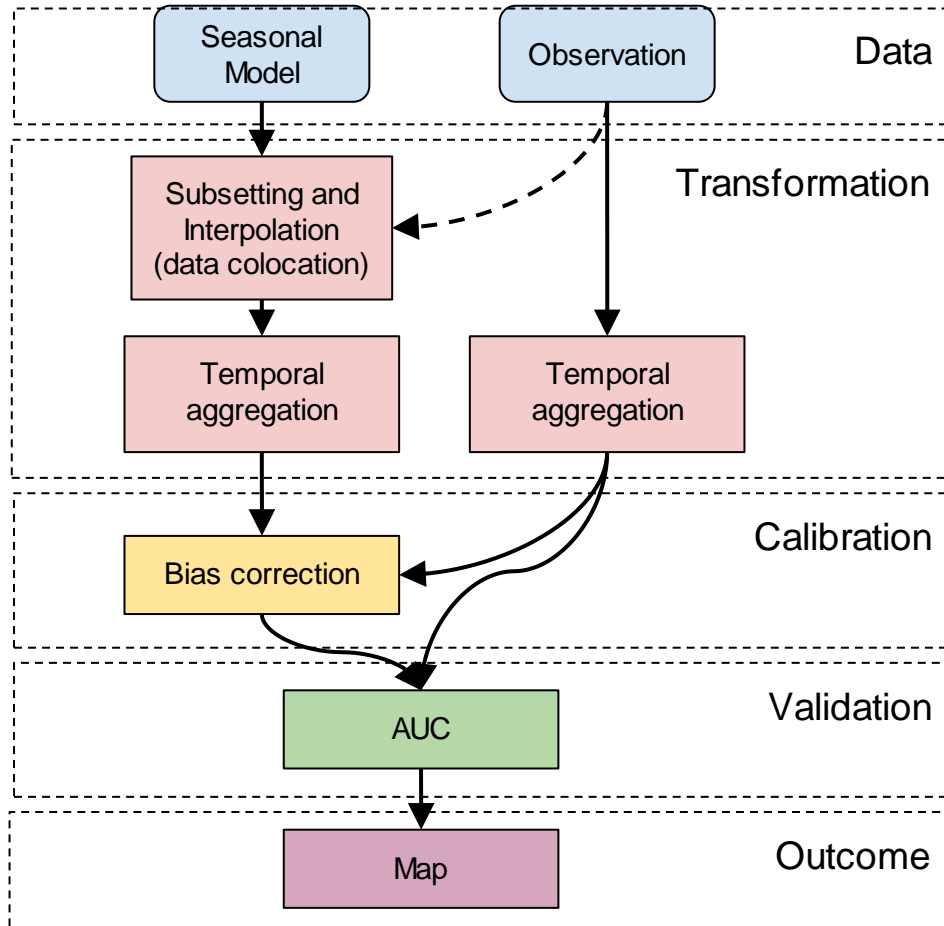 Seasonal
Model
Observation
Data
Subsetting and
Interpolation
(data colocation)
Transformation
Temporal
aggregation
Temporal
aggregation
Bias correction
Calibration
AUC
Validation
Map
Outcome